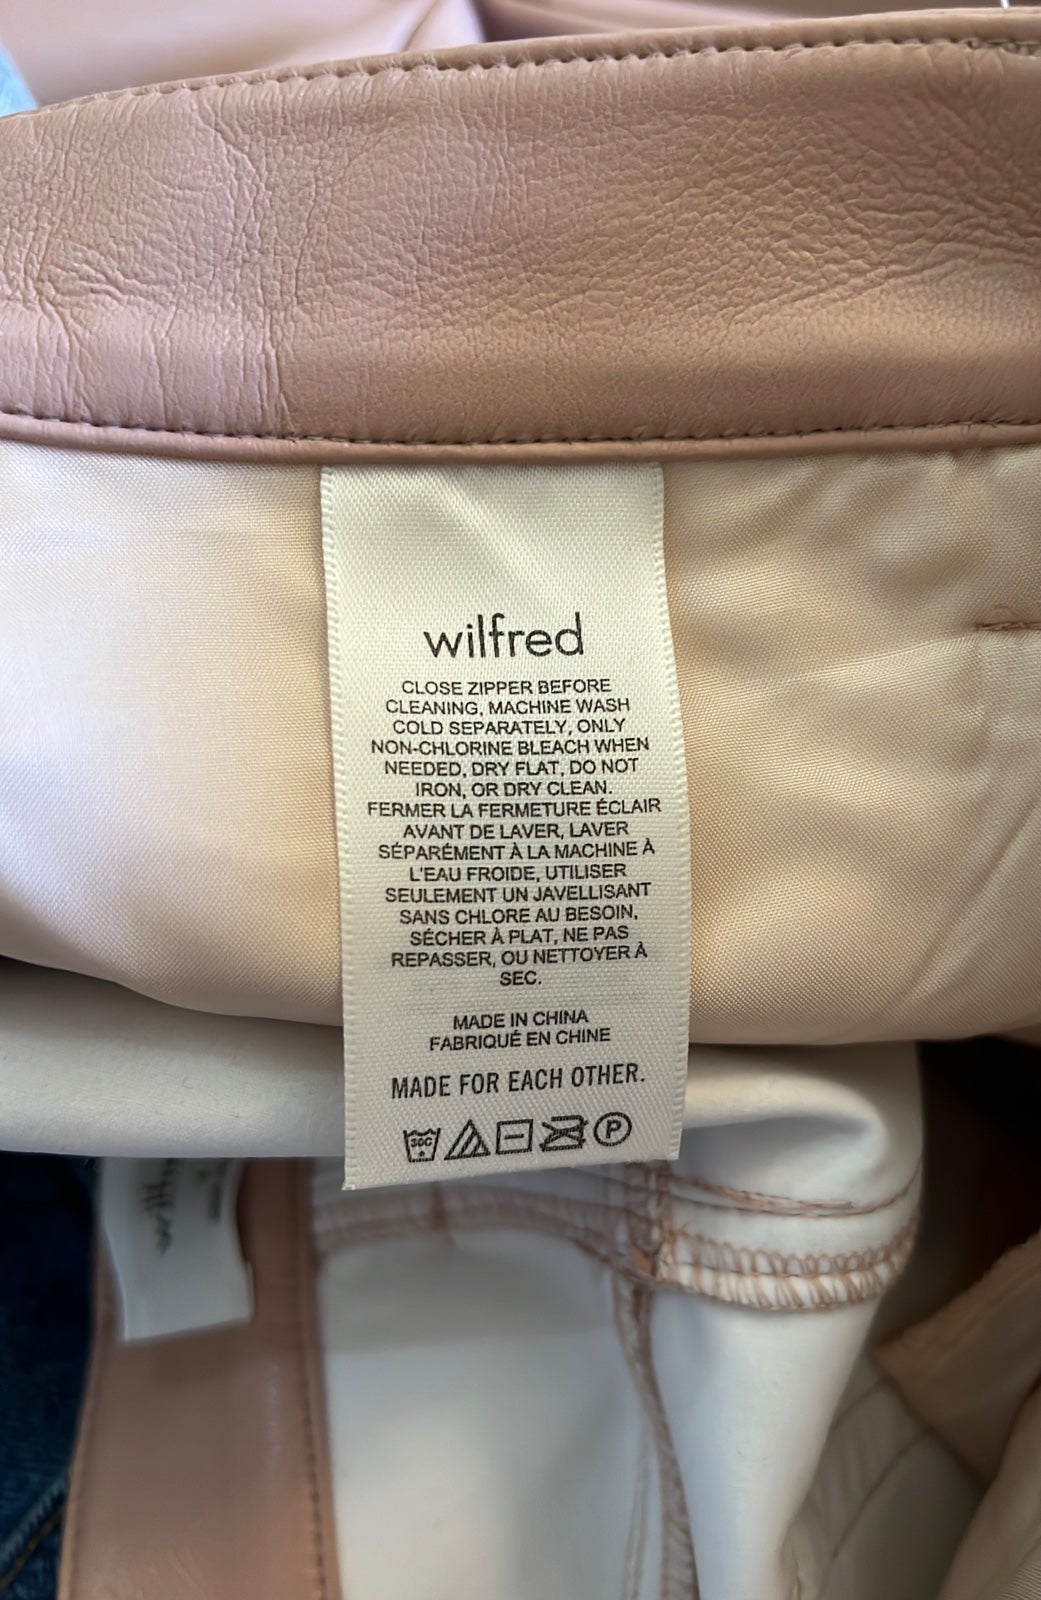 wilfred
CLOSE ZIPPER BEFORE
CLEANING, MACHINE WASH
COLD SEPARATELY, ONLY
NON-CHLORINE BLEACH WHEN
NEEDED, DRY FLAT, DO NOT
IRON, OR DRY CLEAN.
FERMER LA FERMETURE ÉCLAIR
AVANT DE LAVER, LAVER
SÉPARÉMENT À LA MACHINE À
L'EAU FROIDE, UTILISER
SEULEMENT UN JAVELLISANT
SANS CHLORE AU BESOIN,
SÉCHER À PLAT, NE PAS
REPASSER, OU NETTOYER À
SEC.
MADE IN CHINA
FABRIQUÉ EN CHINE
MADE FOR EACH OTHER.
30C P